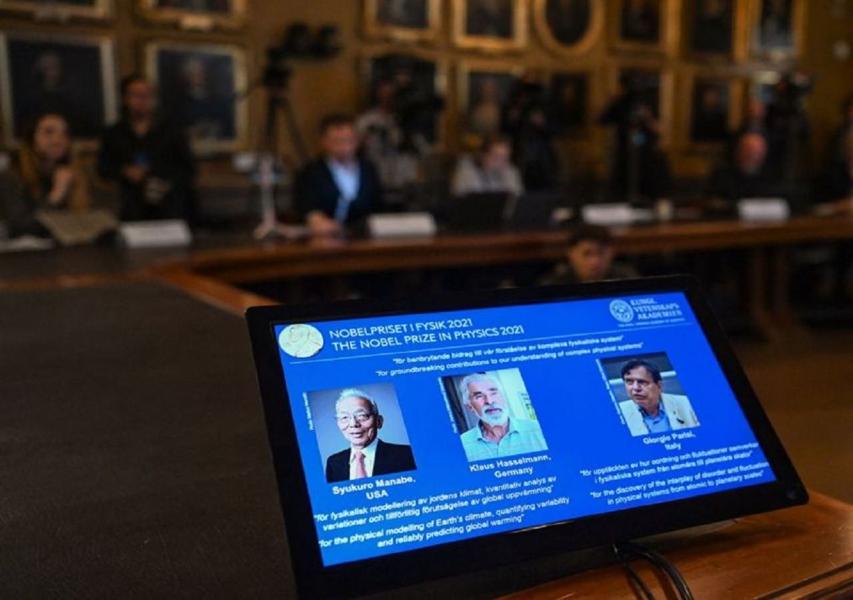 NOBELPRISET I FYSIK 2021
THE NOBEL PRIZE IN PHYSICS 2021
KUNGL.
VETENSKAPS
AKADEMIEN
"för banbrytande bidrag till vår förståelse av komplexa fysikaliska system"
"for groundbreaking contributions to our understanding of complex physical systems"
Syukuro Manabe,
USA
Klaus Hasselmann,
Germany
Giorgio Parisi,
Italy
"för fysikalisk modellering av jordens klimat, kvantitativ analys av
variationer och tillförlitlig förutsägelse av global uppvärmning"
"for the physical modelling of Earth's climate, quantifying variability
and reliably predicting global warming"
"för upptäckten av hur oordning och fluktuationer samverkar
i fysikaliska system från atomära till planetära skalor"
"for the discovery of the interplay of disorder and fluctuations
in physical systems from atomic to planetary scales"